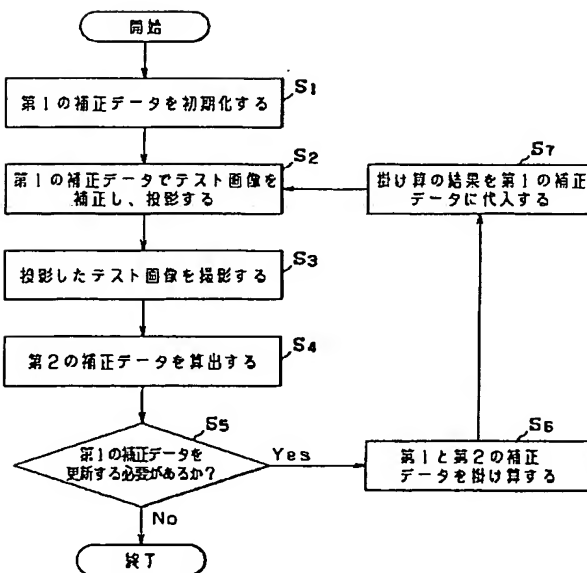 開始
S1
第1の補正データを初期化する
S2
第1の補正データでテスト画像を
補正し、投影する
S3
投影したテスト画像を撮影する
S4
第2の補正データを算出する
S5
第1の補正データを
更新する必要があるか?
Yes
No
終了
S6
第1と第2の補正
データを掛け算する
S7
掛け算の結果を第1の補正
データに代入する